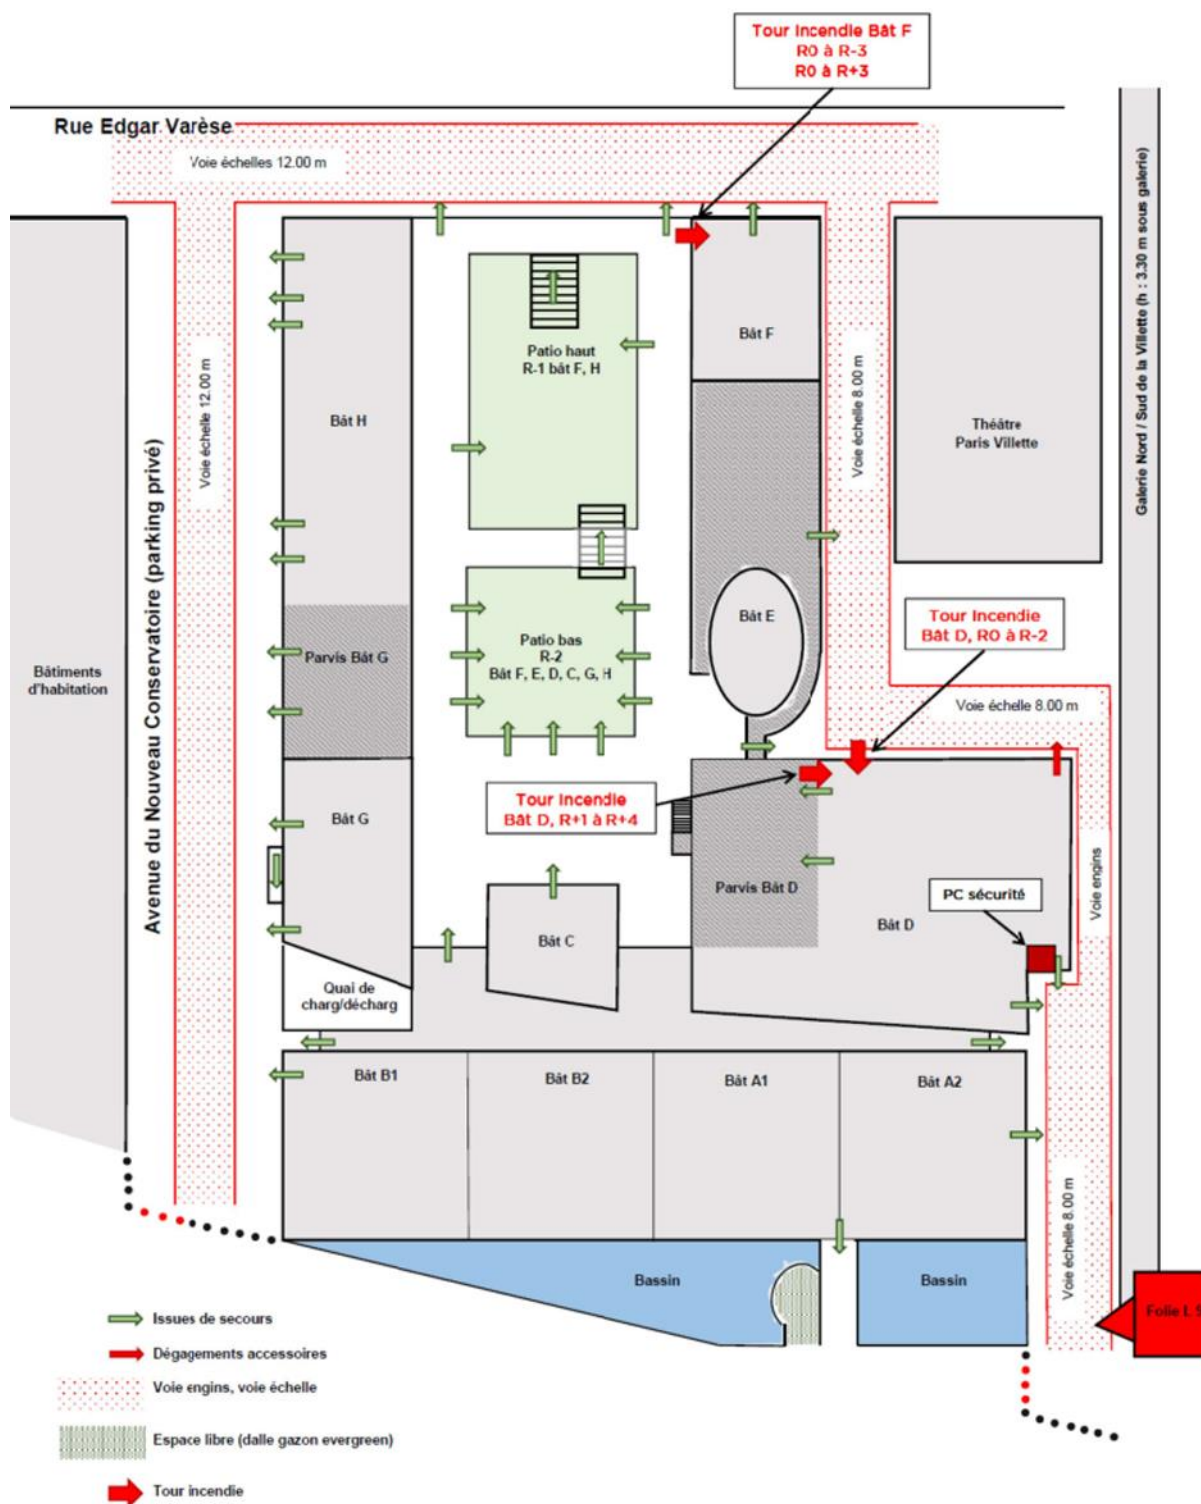 Tour Incendie Bât F
R0 à R-3
R0 à R+3
Rue Edgar Varèse
Voie échelles 12.00 m
Galerie Nord / Sud de la Villette (h : 3.30 m sous galerie)
Voie échelle 12.00 m
Voie échelle 8.00 m
Patio haut
R-1 bât F, H
Bât F
Bât H
Théâtre
Paris Villette
Avenue du Nouveau Conservatoire (parking privé)
Bât E
Tour Incendie
Bât D, R0 à R-2
Patio bas
R-2
Bât F, E, D, C, G, H
Parvis Bât G
Bâtiments
d'habitation
Voie échelle 8.00 m
Tour Incendie
Bât D, R+1 à R+4
Bât G
Parvis Bât D
PC sécurité
Voie engins
Bât D
Bât C
Quai de
charg/décharg
Bât B1
Bât B2
Bât A1
Bât A2
Voie échelle 8.00 m
Bassin
Bassin
Folie L 5
Issues de secours
Dégagements accessoires
Voie engins, voie échelle
Espace libre (dalle gazon evergreen)
Tour incendie